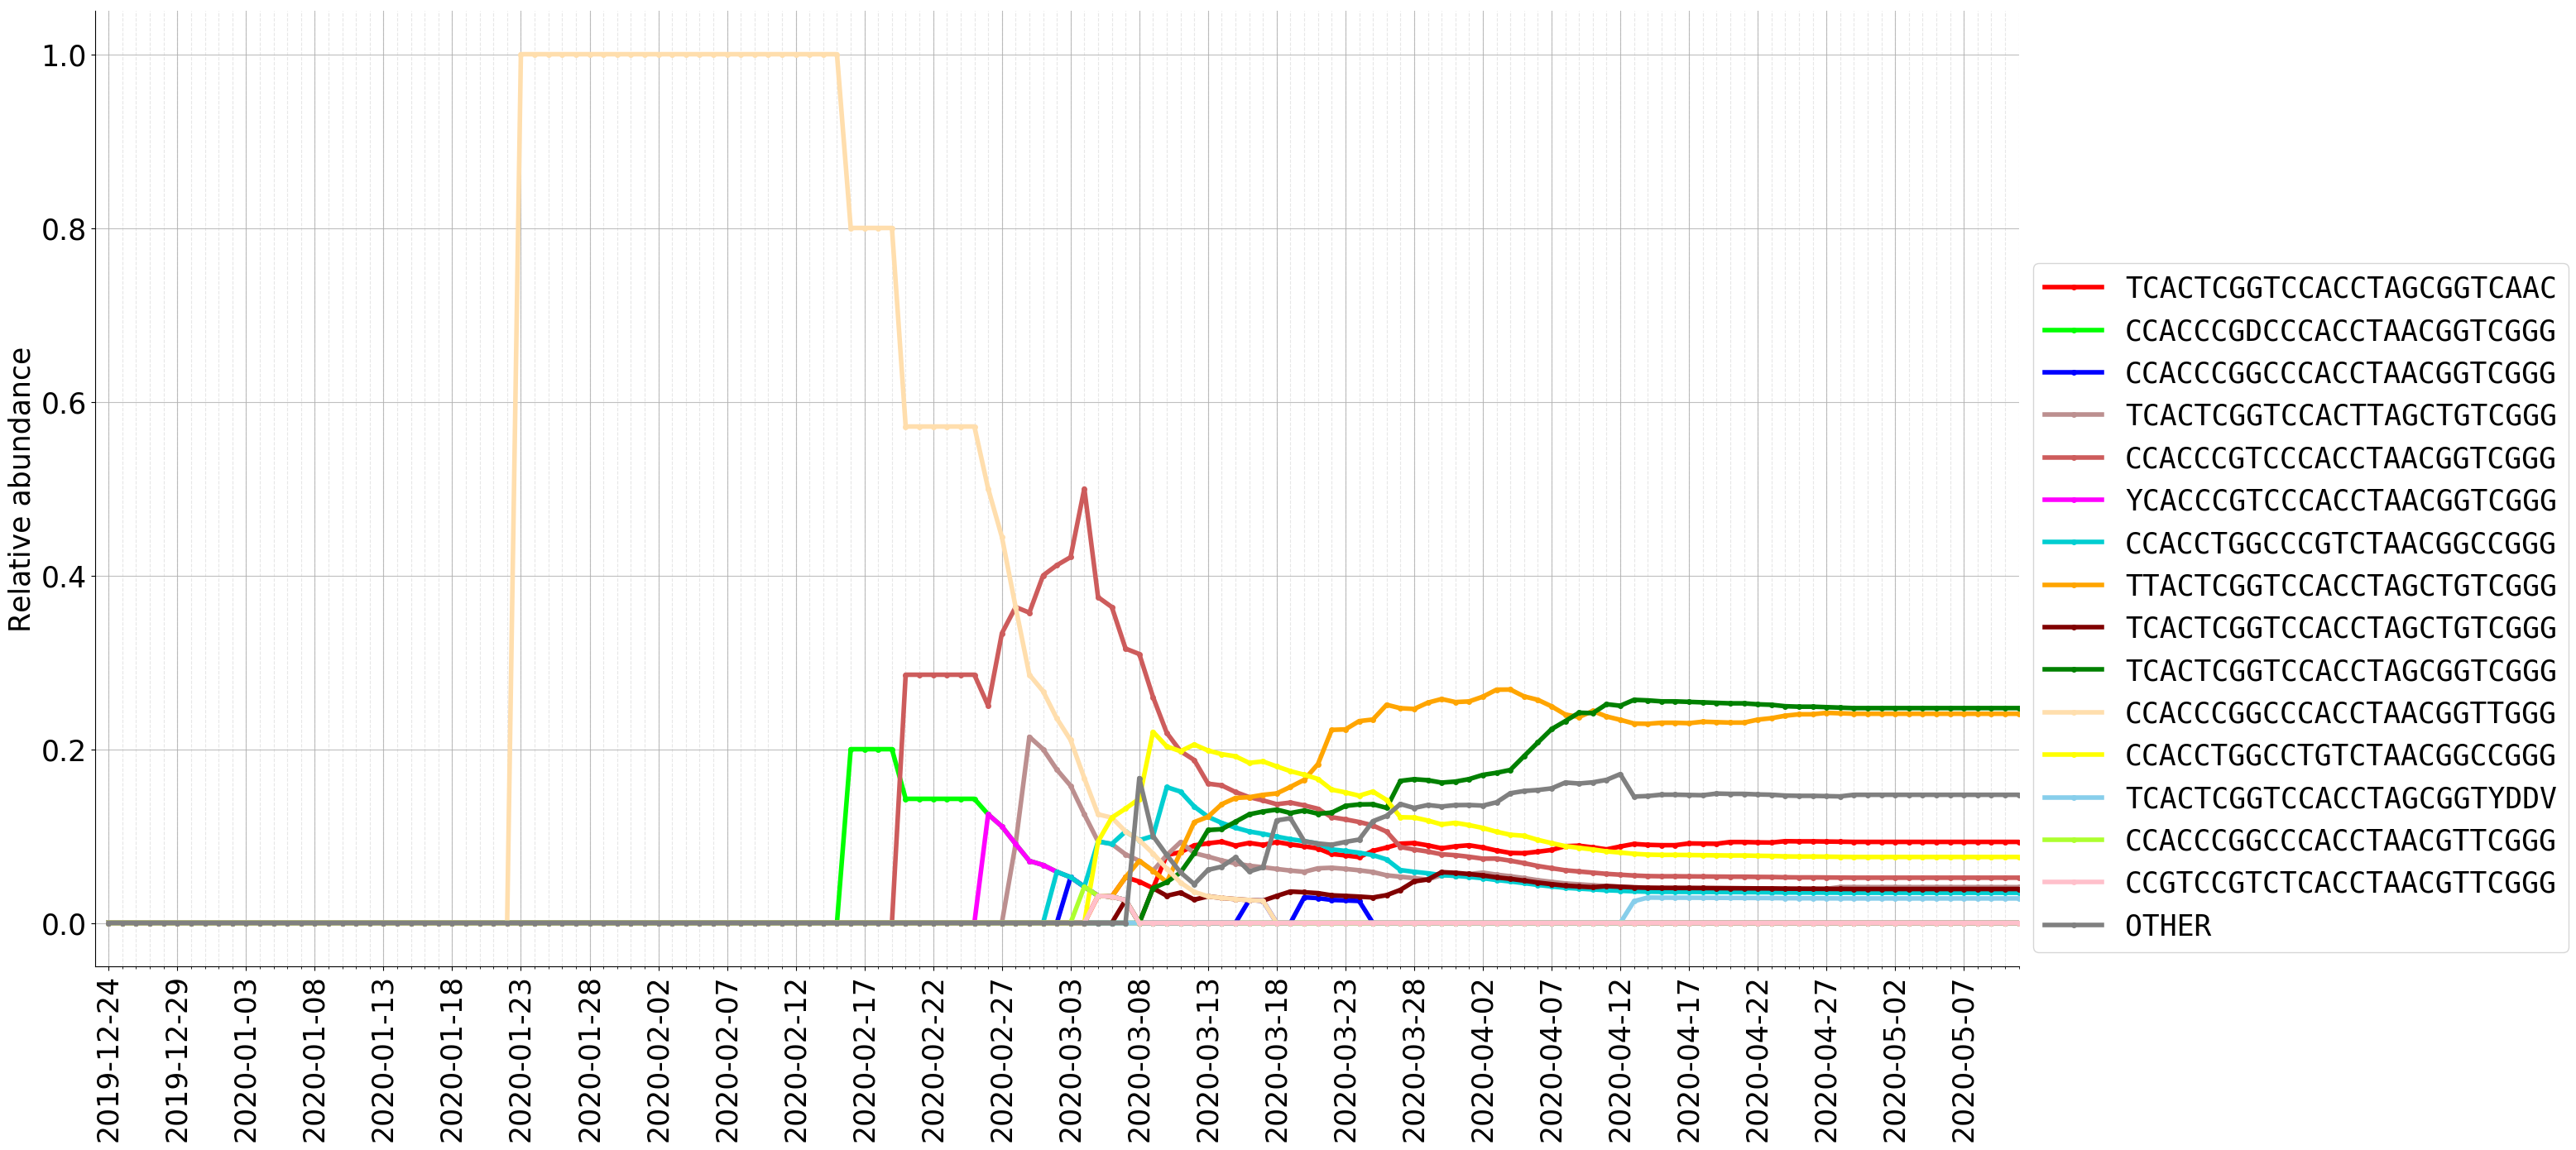 Relative abundance
1.0
0.8
0.6
0.4
0.2
0.0
2019-12-24
2019-12-29
2020-01-03
2020-01-08
2020-01-13
2020-01-18
2020-01-23
2020-01-28
2020-02-02
2020-02-07
2020-02-12
2020-02-17
2020-02-22
2020-02-27
2020-03-03
2020-03-08
2020-03-13
2020-03-18
2020-03-23
2020-03-28
2020-04-02
2020-04-07
2020-04-12
2020-04-17
2020-04-22
2020-04-27
2020-05-02
2020-05-07
TCACTCGGTCCACCTAGCGGTCAAC
CCACCCGDCCCACCTAACGGTCGGG
CCACCCGGCCCACCTAACGGTCGGG
TCACTCGGTCCACTTAGCTGTCGGG
CCACCCGTCCCACCTAACGGTCGGG
YCACCCGTCCCACCTAACGGTCGGG
CCACCTGGCCCGTCTAACGGCCGGG
TTACTCGGTCCACCTAGCTGTCGGG
TCACTCGGTCCACCTAGCTGTCGGG
TCACTCGGTCCACCTAGCGGTCGGG
CCACCCGGCCCACCTAACGGTTGGG
CCACCTGGCCTGTCTAACGGCCGGG
TCACTCGGTCCACCTAGCGGTYDDV
CCACCCGGCCCACCTAACGTTCGGG
CCGTCCGTCTCACCTAACGTTCGGG
OTHER